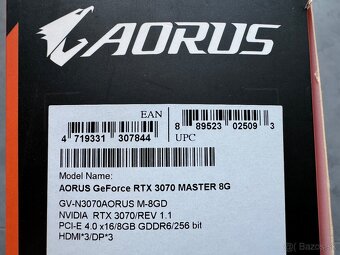 AORUS
EAN
4 719331 307844
8 89523 02509 3
UPC
Model Name:
AORUS GeForce RTX 3070 MASTER 8G
GV-N3070AORUS M-8GD
NVIDIA RTX 3070/REV 1.1
PCI-E 4.0 x16/8GB GDDR6/256 bit
HDMI*3/DP*3